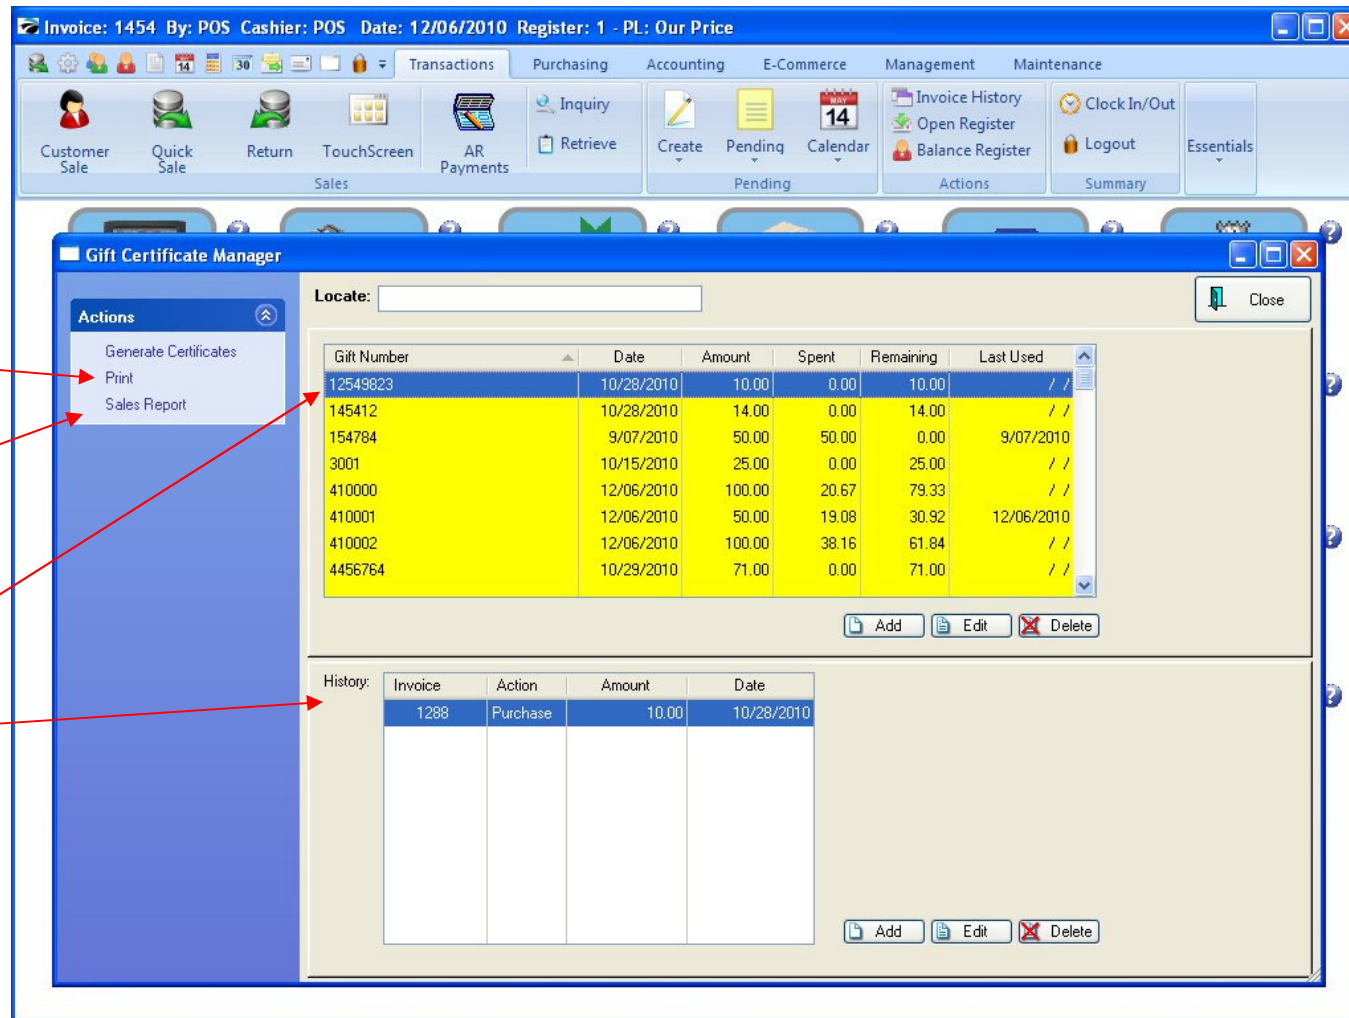 Invoice: 1454 By: POS Cashier: POS Date: 12/06/2010 Register: 1 - PL: Our Price
14 30 Transactions Purchasing Accounting E-Commerce Management Maintenance
Customer Sale
Quick Sale
Return
TouchScreen
AR Payments
Inquiry
Retrieve
Sales
Create
Pending
MAY 14
Calendar
Pending
Invoice History
Open Register
Balance Register
Actions
Clock In/Out
Logout
Summary
Essentials
Gift Certificate Manager
Actions
Generate Certificates
Print
Sales Report
Locate:
Close
Gift Number Date Amount Spent Remaining Last Used
12549823 10/28/2010 10.00 0.00 10.00 / /
145412 10/28/2010 14.00 0.00 14.00 / /
154784 9/07/2010 50.00 50.00 0.00 9/07/2010
3001 10/15/2010 25.00 0.00 25.00 / /
410000 12/06/2010 100.00 20.67 79.33 / /
410001 12/06/2010 50.00 19.08 30.92 12/06/2010
410002 12/06/2010 100.00 38.16 61.84 / /
4456764 10/29/2010 71.00 0.00 71.00 / /
Add Edit Delete
History:
Invoice Action Amount Date
1288 Purchase 10.00 10/28/2010
Add Edit Delete